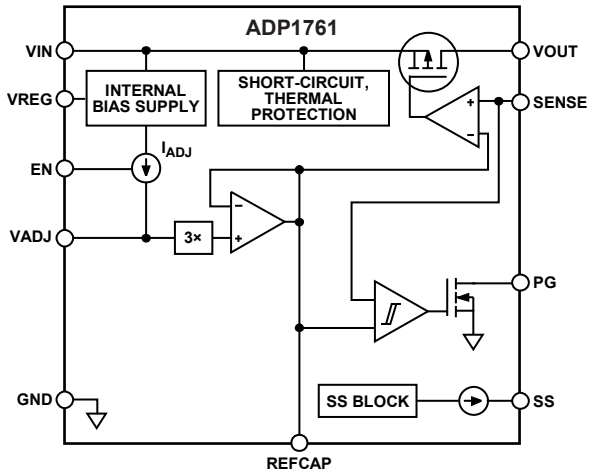 ADP1761
VIN
VOUT
INTERNAL
BIAS SUPPLY
SHORT-CIRCUIT,
THERMAL
PROTECTION
VREG
SENSE
+
−
IADJ
EN
−
+
VADJ
3×
PG
GND
SS BLOCK
SS
REFCAP